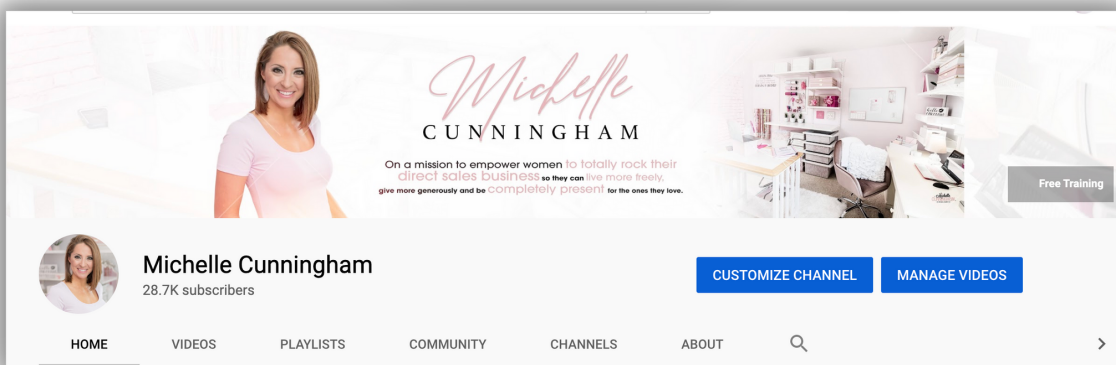 Michelle
CUNNINGHAM
On a mission to empower women to totally rock their
direct sales business so they can live more freely,
give more generously and be completely present for the ones they love.
Free Training
Michelle Cunningham
28.7K subscribers
CUSTOMIZE CHANNEL
MANAGE VIDEOS
HOME
VIDEOS
PLAYLISTS
COMMUNITY
CHANNELS
ABOUT